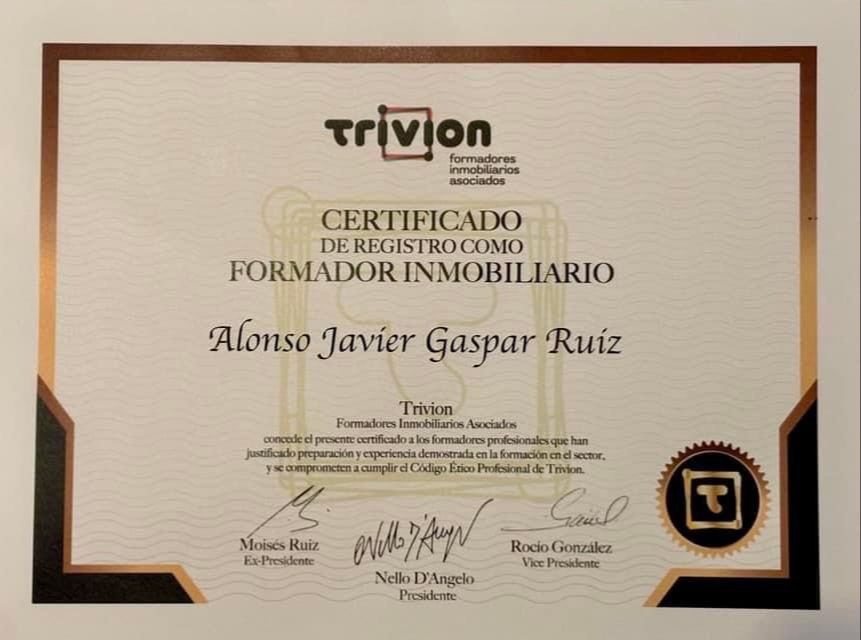 Trivion
formadores
inmobiliarios
asociados
CERTIFICADO
DE REGISTRO COMO
FORMADOR INMOBILIARIO
Alonso Javier Gaspar Ruiz
Trivion
Formadores Inmobiliarios Asociados
concede el presente certificado a los formadores profesionales que han
justificado preparación y experiencia demostrada en la formación en el sector,
y se comprometen a cumplir el Código Ético Profesional de Trivion.
Nello D'Angelo
Moisés Ruiz
Ex-Presidente
Nello D'Angelo
Presidente
Rocío González
Vice Presidente
T